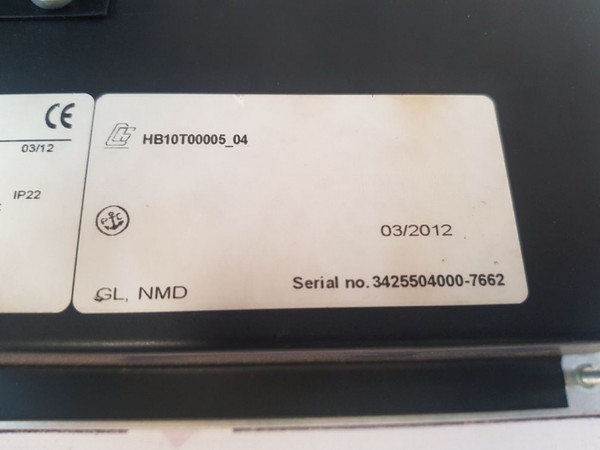 CE
03/12
IP22
HB10T00005_04
03/2012
GL, NMD
Serial no. 3425504000-7662